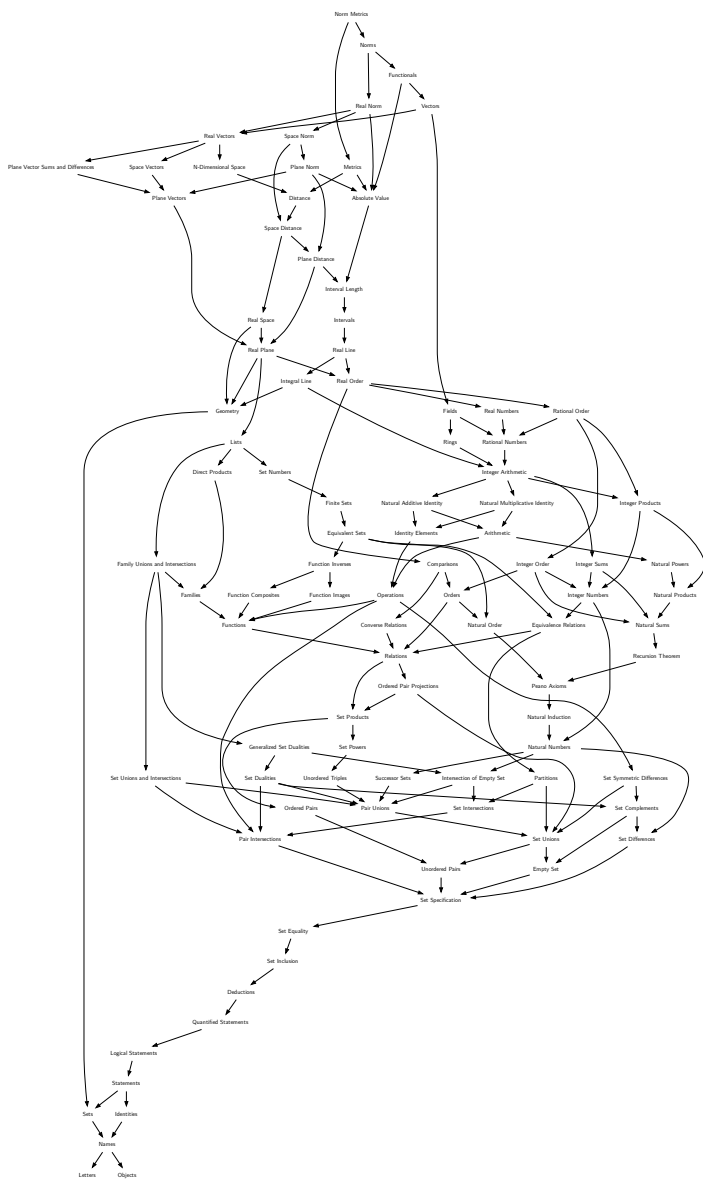 Norm Metrics
Norms
Functionals
Real Norm
Vectors
Real Vectors
Space Norm
Plane Vector Sums and Differences
Space Vectors
N-Dimensional Space
Plane Norm
Metrics
Plane Vectors
Distance
Absolute Value
Space Distance
Plane Distance
Interval Length
Real Space
Intervals
Real Plane
Real Line
Integral Line
Real Order
Geometry
Fields
Real Numbers
Rational Order
Lists
Rings
Rational Numbers
Direct Products
Set Numbers
Integer Arithmetic
Finite Sets
Natural Additive Identity
Natural Multiplicative Identity
Integer Products
Equivalent Sets
Identity Elements
Arithmetic
Family Unions and Intersections
Function Inverses
Comparisons
Integer Order
Integer Sums
Natural Powers
Families
Function Composites
Function Images
Operations
Orders
Integer Numbers
Natural Products
Functions
Converse Relations
Natural Order
Equivalence Relations
Natural Sums
Relations
Recursion Theorem
Ordered Pair Projections
Peano Axioms
Set Products
Natural Induction
Generalized Set Dualities
Set Powers
Natural Numbers
Set Unions and Intersections
Set Dualities
Unordered Triples
Successor Sets
Intersection of Empty Set
Partitions
Set Symmetric Differences
Ordered Pairs
Pair Unions
Set Intersections
Set Complements
Pair Intersections
Set Unions
Set Differences
Unordered Pairs
Empty Set
Set Specification
Set Equality
Set Inclusion
Deductions
Quantified Statements
Logical Statements
Statements
Sets
Identities
Names
Letters
Objects